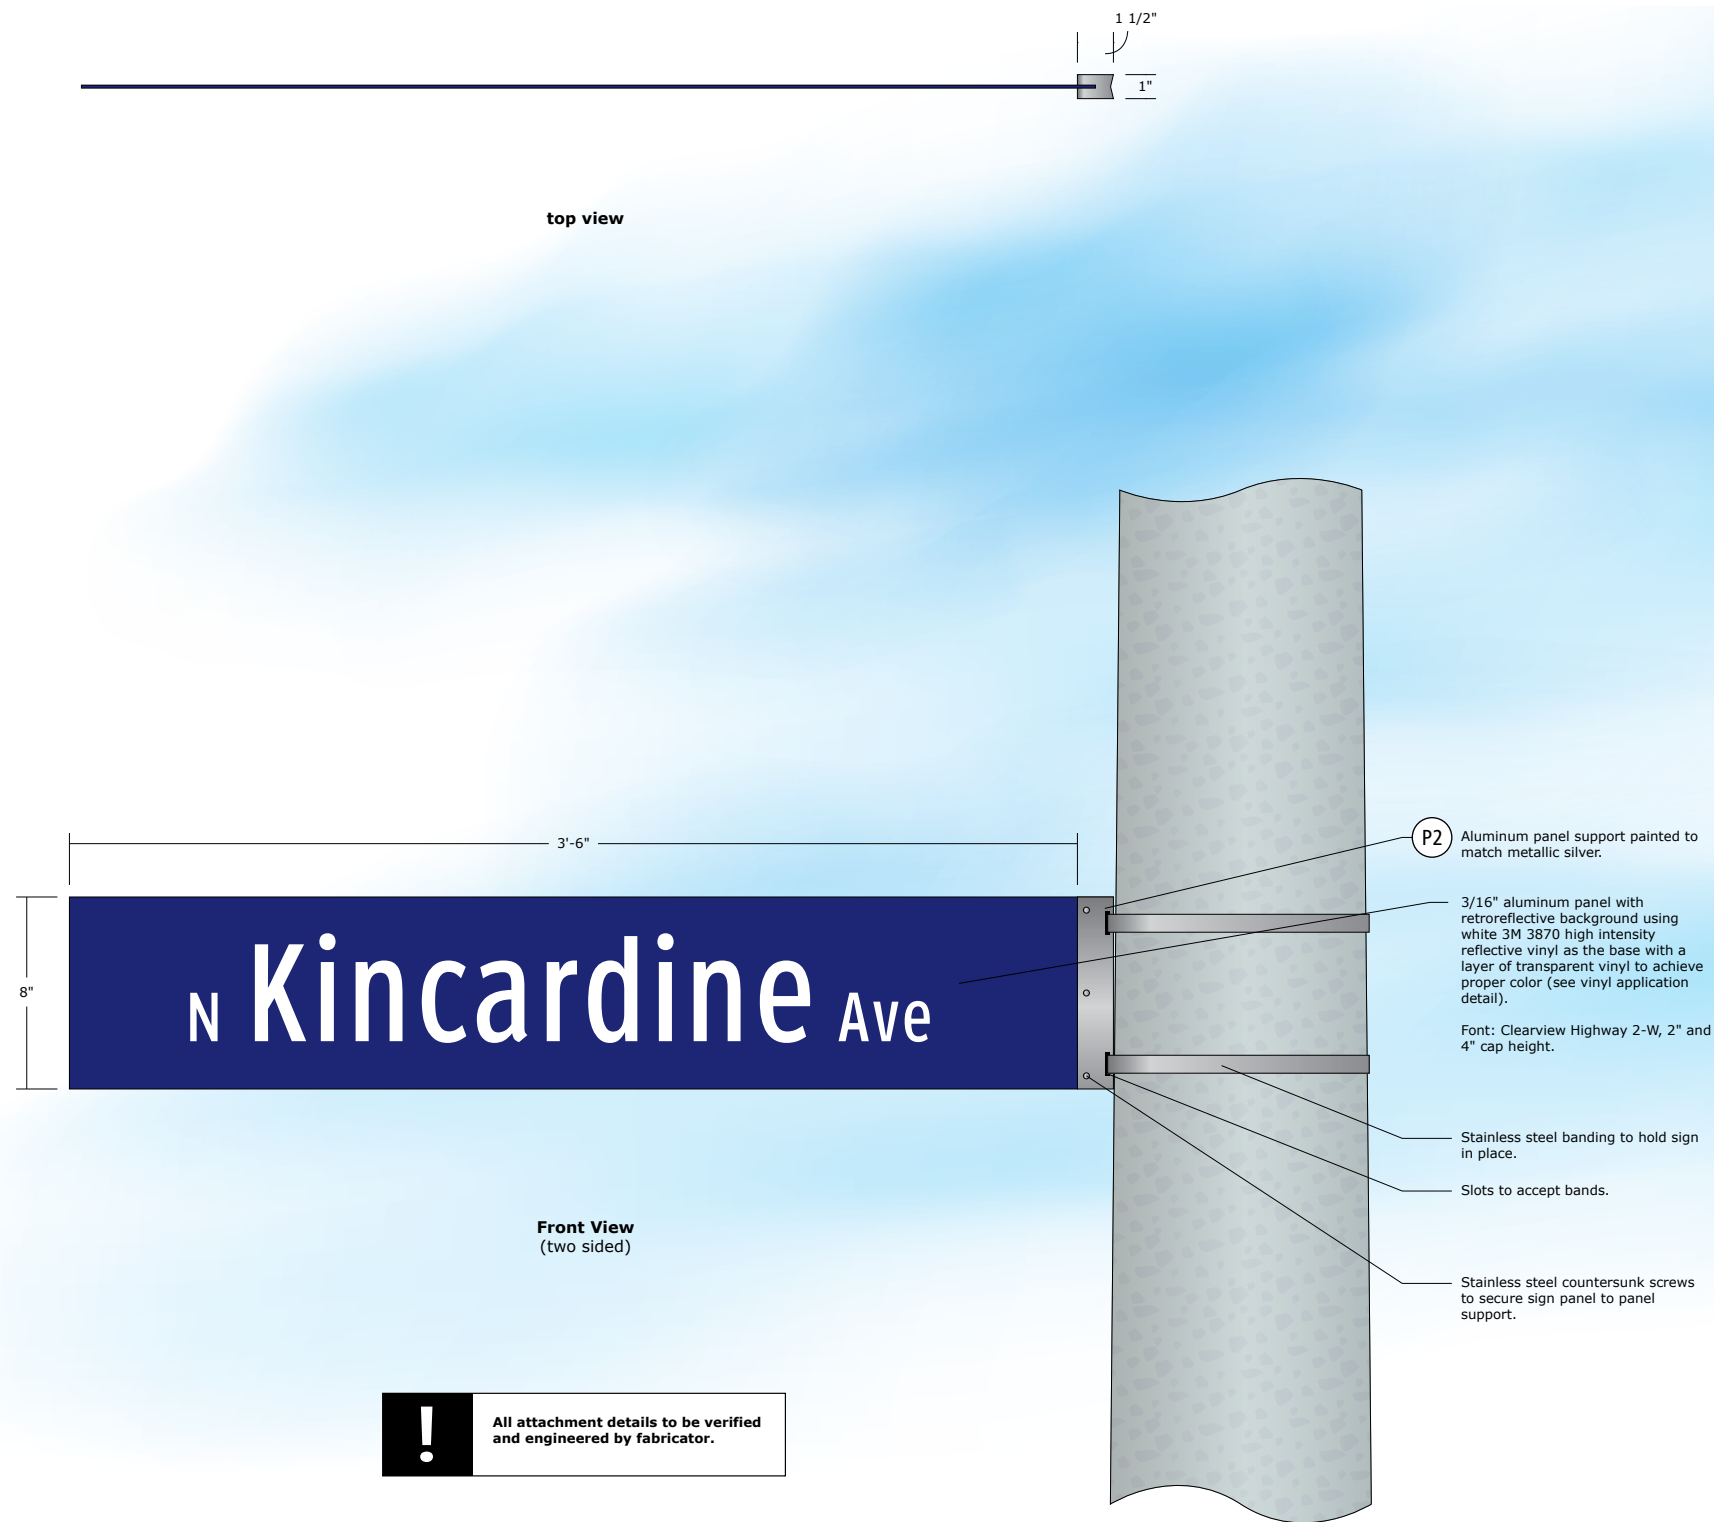 1 1/2"
1"
top view
3'-6"
8"
N Kincardine Ave
P2
Aluminum panel support painted to
match metallic silver.
3/16" aluminum panel with
retroreflective background using
white 3M 3870 high intensity
reflective vinyl as the base with a
layer of transparent vinyl to achieve
proper color (see vinyl application
detail).
Font: Clearview Highway 2-W, 2" and
4" cap height.
Stainless steel banding to hold sign
in place.
Slots to accept bands.
Stainless steel countersunk screws
to secure sign panel to panel
support.
Front View
(two sided)
!
All attachment details to be verified
and engineered by fabricator.